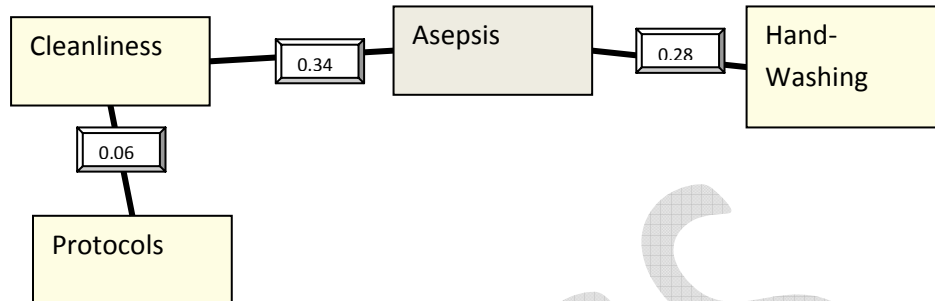 Cleanliness
0.34
Asepsis
0.28
Hand-
Washing
0.06
Protocols